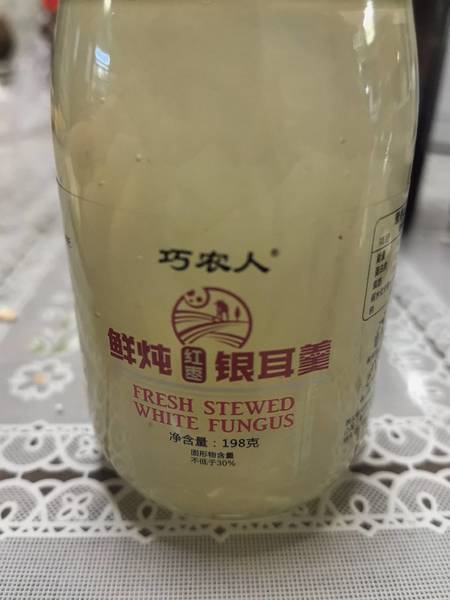 巧农人®
鲜炖红枣银耳羹
FRESH STEWED
WHITE FUNGUS
净含量：198克
固形物含量
不低于30%